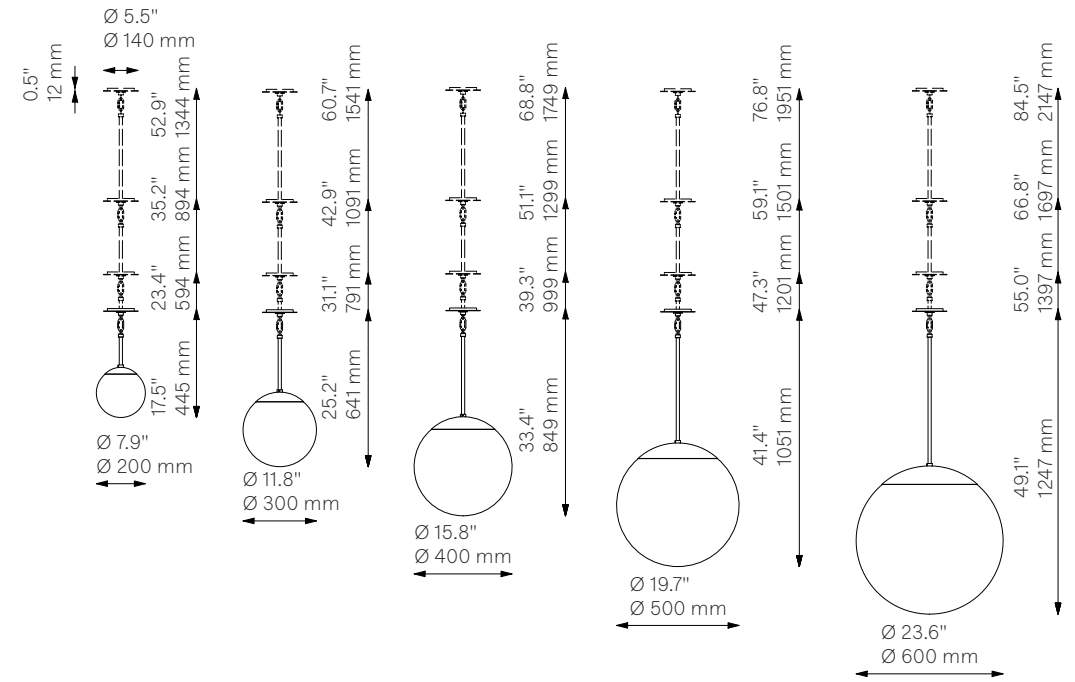 Ø 5.5"
Ø 140 mm
0.5"
12 mm
52.9"
1344 mm
35.2"
894 mm
23.4"
594 mm
17.5"
445 mm
Ø 7.9"
Ø 200 mm
60.7"
1541 mm
42.9"
1091 mm
31.1"
791 mm
25.2"
641 mm
Ø 11.8"
Ø 300 mm
68.8"
1749 mm
51.1"
1299 mm
39.3"
999 mm
33.4"
849 mm
Ø 15.8"
Ø 400 mm
76.8"
1951 mm
59.1"
1501 mm
47.3"
1201 mm
41.4"
1051 mm
Ø 19.7"
Ø 500 mm
84.5"
2147 mm
66.8"
1697 mm
55.0"
1397 mm
49.1"
1247 mm
Ø 23.6"
Ø 600 mm